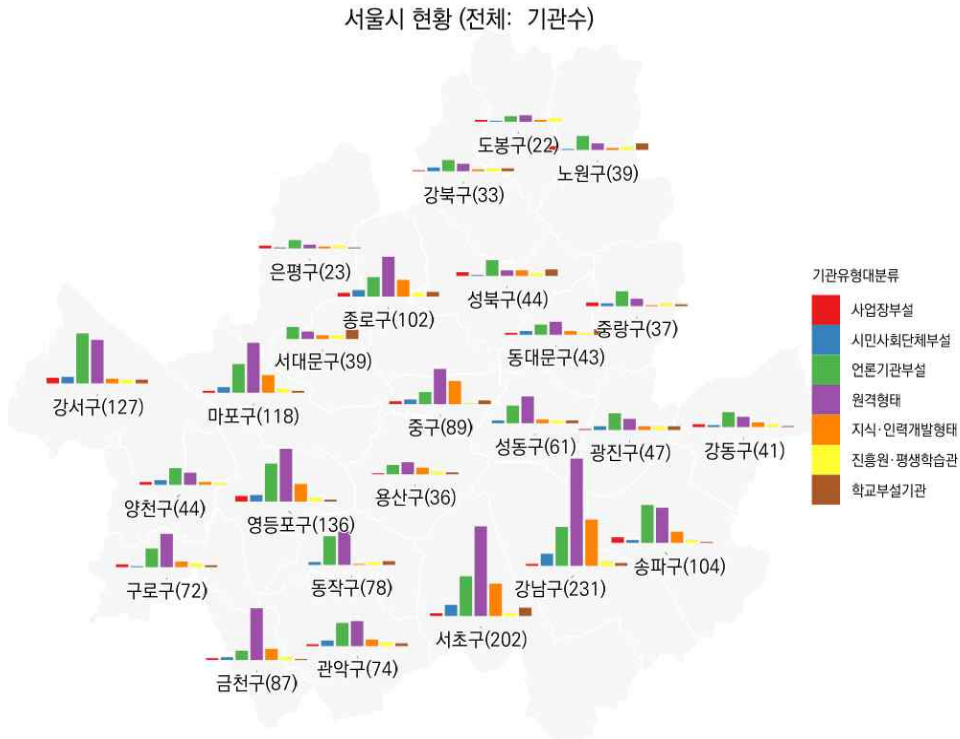 서울시 현황 (전체: 기관수)
도봉구(22)
노원구(39)
강북구(33)
은평구(23)
성북구(44)
종로구(102)
중랑구(37)
동대문구(43)
서대문구(39)
강서구(127)
마포구(118)
중구(89)
성동구(61)
광진구(47)
강동구(41)
양천구(44)
영등포구(136)
용산구(36)
구로구(72)
동작구(78)
강남구(231)
송파구(104)
서초구(202)
관악구(74)
금천구(87)
기관유형대분류
사업장부설
시민사회단체부설
언론기관부설
원격형태
지식·인력개발형태
진흥원·평생학습관
학교부설기관